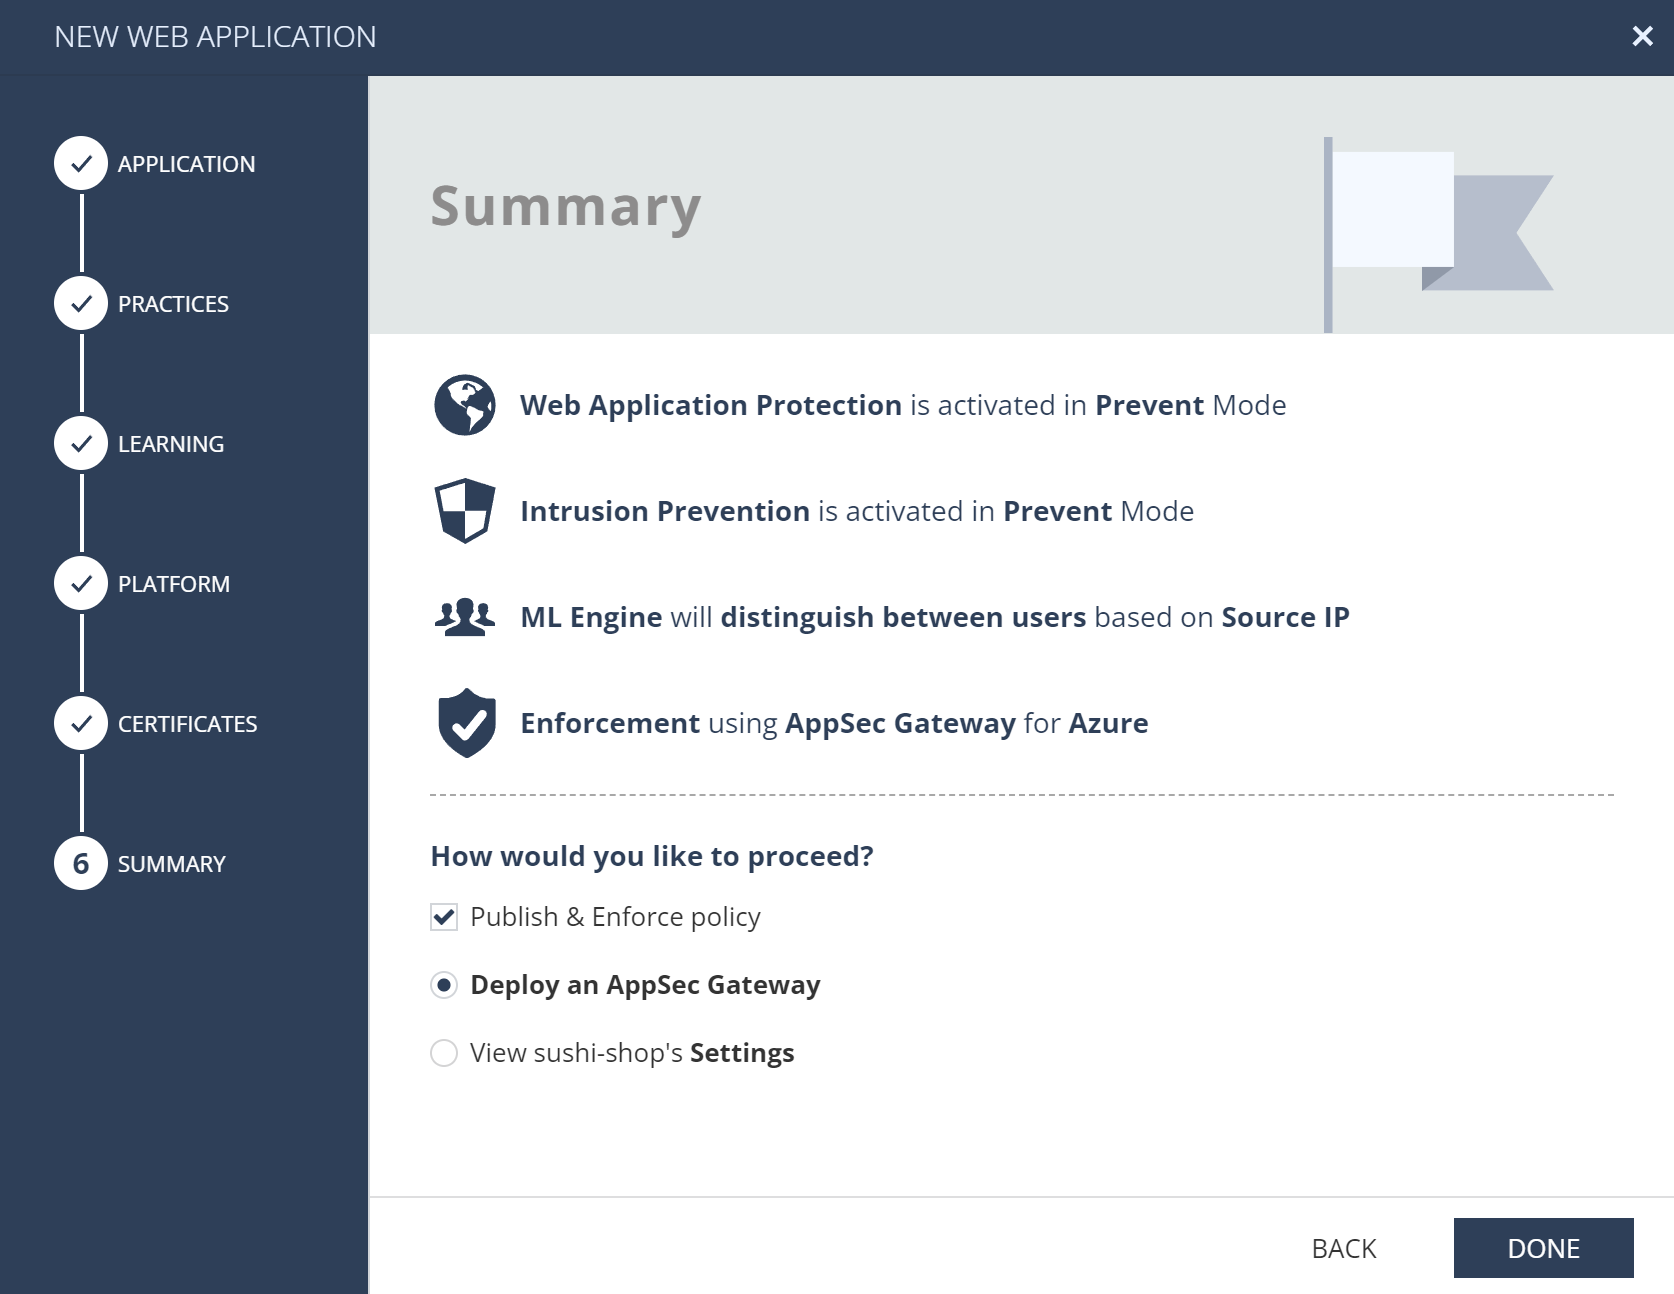 NEW WEB APPLICATION
APPLICATION
PRACTICES
LEARNING
PLATFORM
CERTIFICATES
6 SUMMARY
Summary
Web Application Protection is activated in Prevent Mode
Intrusion Prevention is activated in Prevent Mode
ML Engine will distinguish between users based on Source IP
Enforcement using AppSec Gateway for Azure
How would you like to proceed?
Publish & Enforce policy
Deploy an AppSec Gateway
View sushi-shop's Settings
BACK DONE